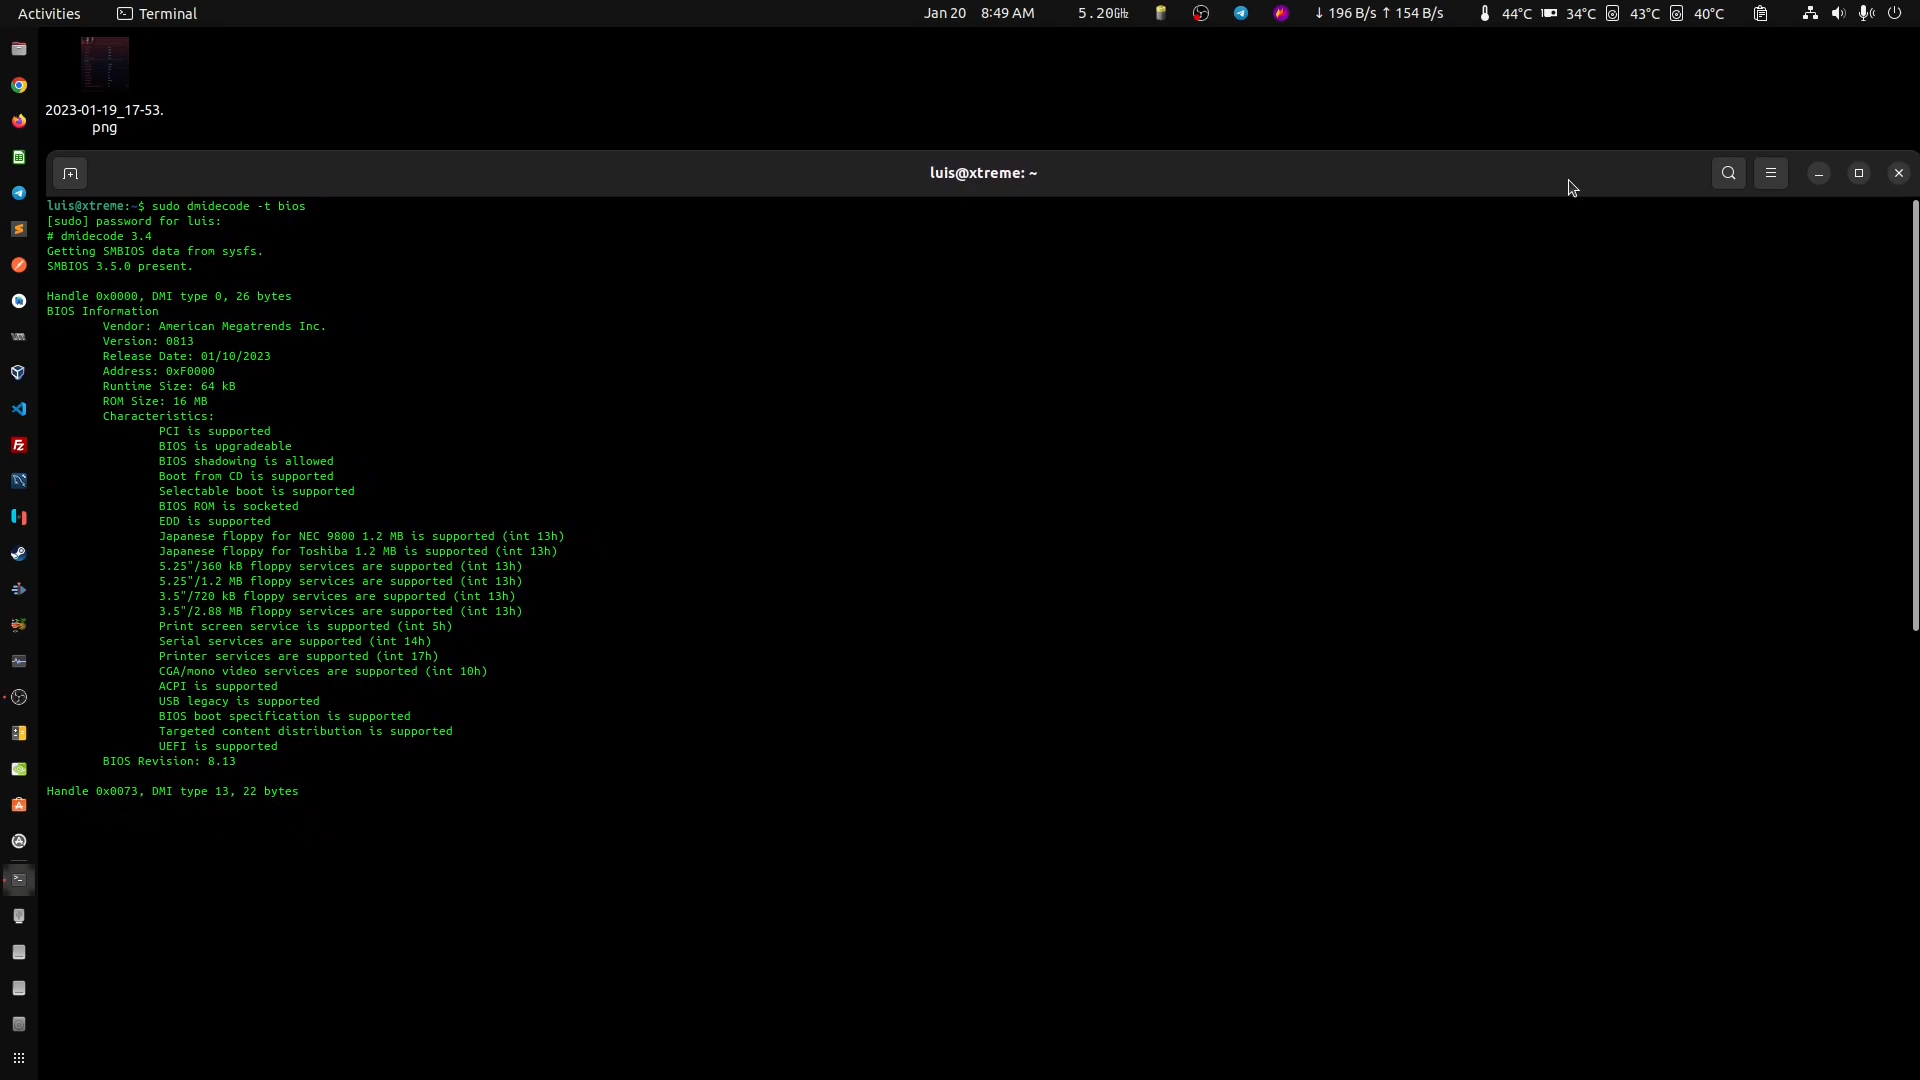 Activities Terminal Jan 20 8:49 AM 5.20GHz ↓ 196 B/s ↑ 154 B/s 44°C 34°C 43°C 40°C
2023-01-19_17-53.
png
luis@xtreme: ~
luis@xtreme:~$ sudo dmidecode -t bios
[sudo] password for luis:
# dmidecode 3.4
Getting SMBIOS data from sysfs.
SMBIOS 3.5.0 present.
Handle 0x0000, DMI type 0, 26 bytes
BIOS Information
Vendor: American Megatrends Inc.
Version: 0813
Release Date: 01/10/2023
Address: 0xF0000
Runtime Size: 64 kB
ROM Size: 16 MB
Characteristics:
PCI is supported
BIOS is upgradeable
BIOS shadowing is allowed
Boot from CD is supported
Selectable boot is supported
BIOS ROM is socketed
EDD is supported
Japanese floppy for NEC 9800 1.2 MB is supported (int 13h)
Japanese floppy for Toshiba 1.2 MB is supported (int 13h)
5.25"/360 kB floppy services are supported (int 13h)
5.25"/1.2 MB floppy services are supported (int 13h)
3.5"/720 kB floppy services are supported (int 13h)
3.5"/2.88 MB floppy services are supported (int 13h)
Print screen service is supported (int 5h)
Serial services are supported (int 14h)
Printer services are supported (int 17h)
CGA/mono video services are supported (int 10h)
ACPI is supported
USB legacy is supported
BIOS boot specification is supported
Targeted content distribution is supported
UEFI is supported
BIOS Revision: 8.13
Handle 0x0073, DMI type 13, 22 bytes